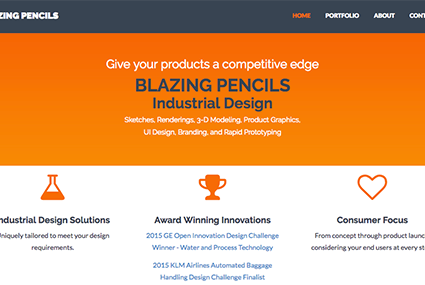 AZING PENCILS
HOME PORTFOLIO ABOUT CONT
Give your products a competitive edge
BLAZING PENCILS
Industrial Design
Sketches, Renderings, 3-D Modeling, Product Graphics,
UI Design, Branding, and Rapid Prototyping
ndustrial Design Solutions
Uniquely tailored to meet your design
requirements.
Award Winning Innovations
2015 GE Open Innovation Design Challenge
Winner - Water and Process Technology
2015 KLM Airlines Automated Baggage
Handling Design Challenge Finalist
Consumer Focus
From concept through product launc
considering your end users at every st